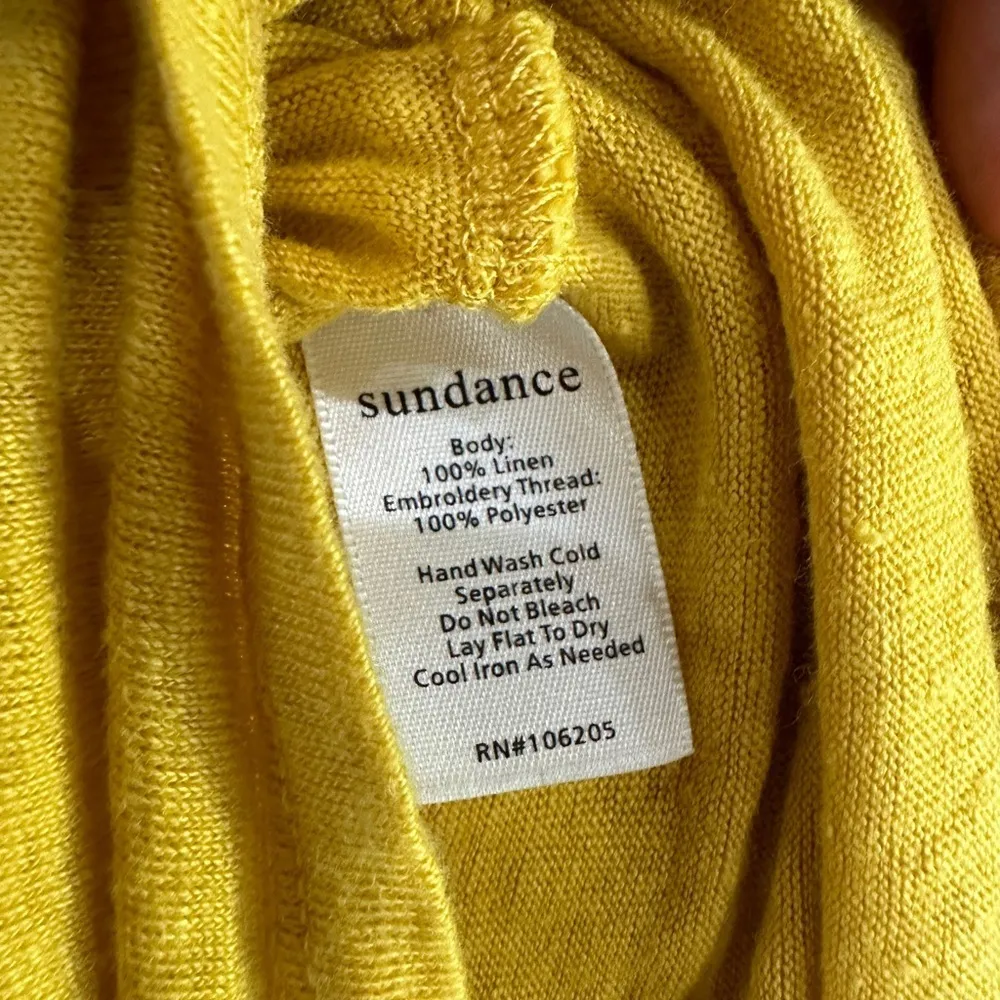 sundance
Body:
100% Linen
Embroldery Thread:
100% Polyester
Hand Wash Cold
Separately
Do Not Bleach
Lay Flat To Dry
Cool Iron As Needed
RN#106205